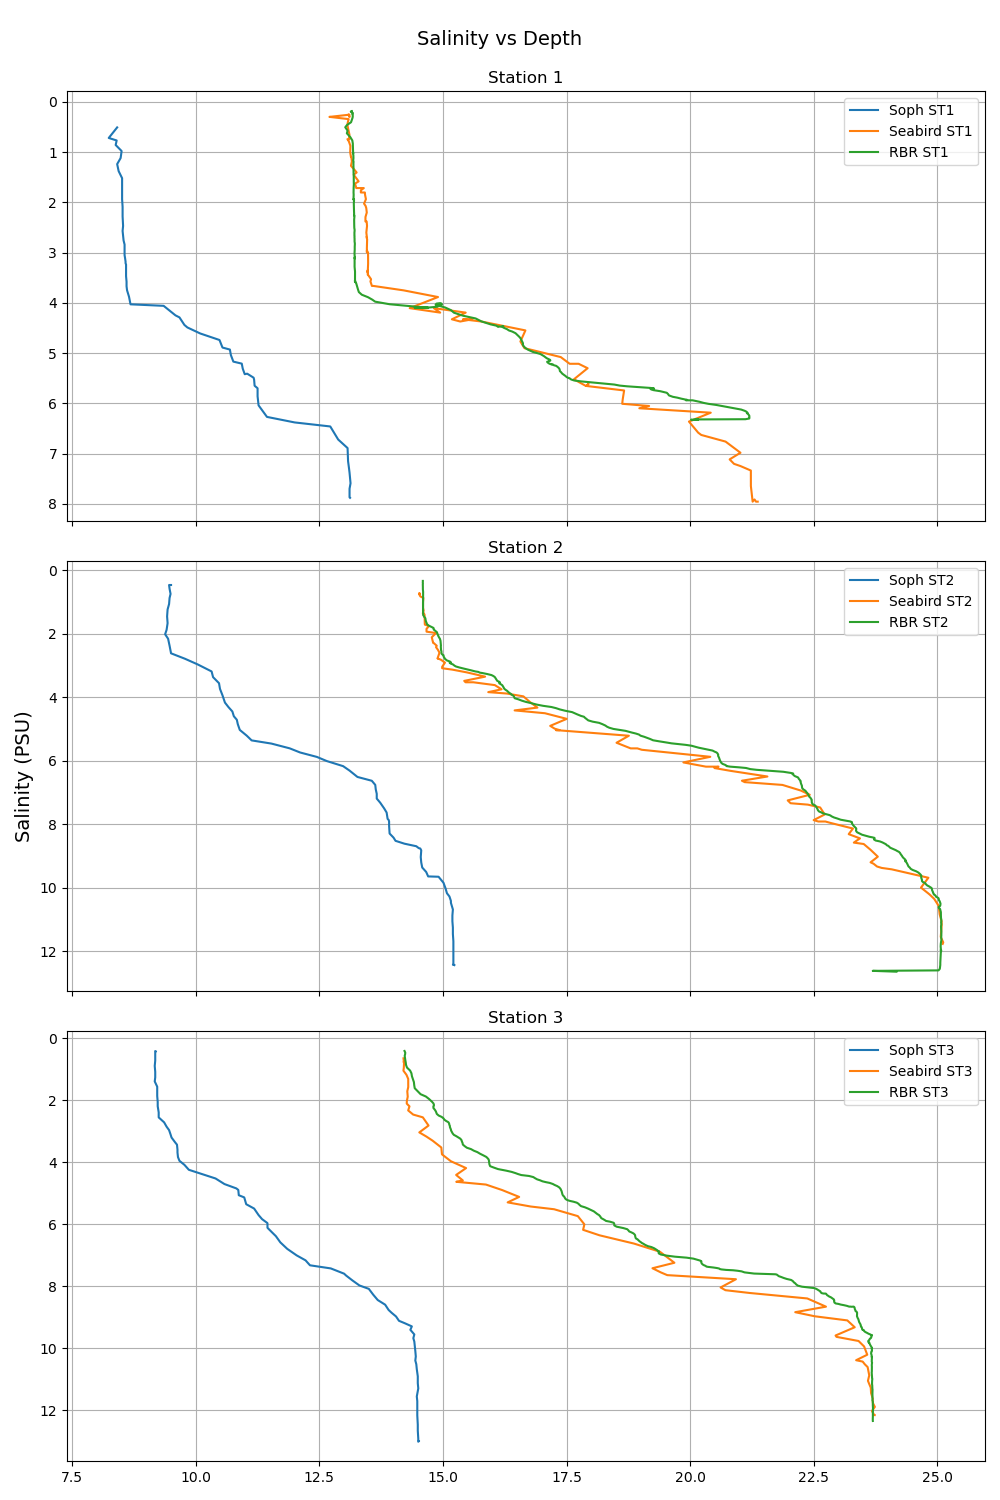 Salinity vs Depth
Station 1
0
1
2
3
4
5
6
7
8
Soph ST1
Seabird ST1
RBR ST1
Station 2
0
2
4
6
8
10
12
Soph ST2
Seabird ST2
RBR ST2
Salinity (PSU)
Station 3
0
2
4
6
8
10
12
Soph ST3
Seabird ST3
RBR ST3
7.5 10.0 12.5 15.0 17.5 20.0 22.5 25.0